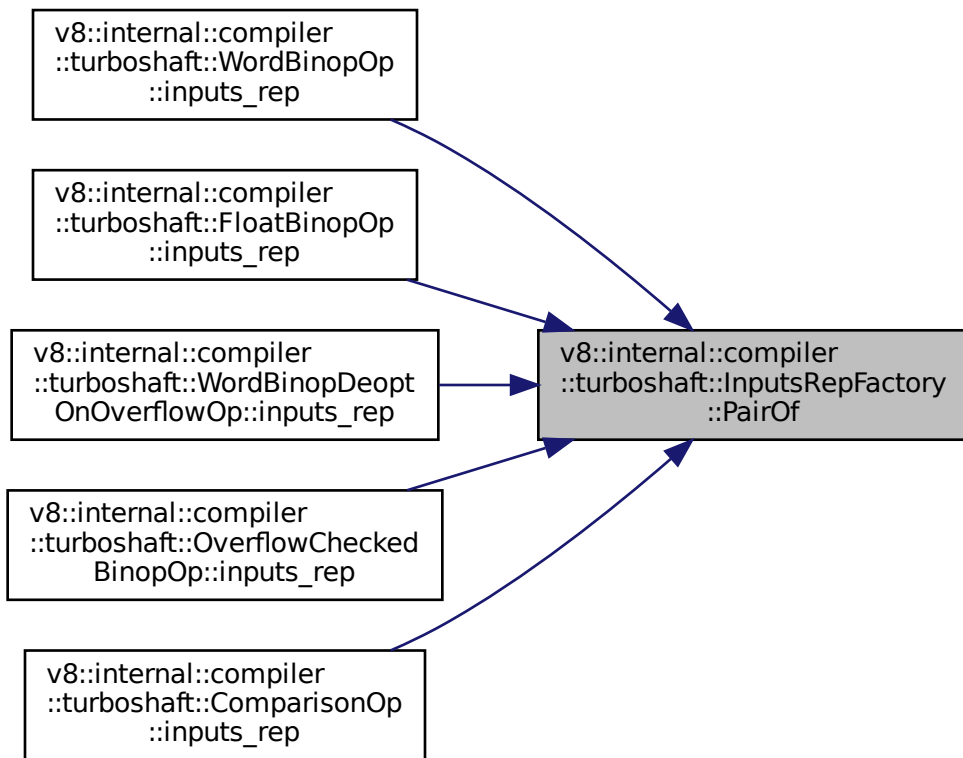 v8::internal::compiler
::turboshaft::WordBinopOp
::inputs_rep
v8::internal::compiler
::turboshaft::FloatBinopOp
::inputs_rep
v8::internal::compiler
::turboshaft::WordBinopDeopt
OnOverflowOp::inputs_rep
v8::internal::compiler
::turboshaft::InputsRepFactory
::PairOf
v8::internal::compiler
::turboshaft::OverflowChecked
BinopOp::inputs_rep
v8::internal::compiler
::turboshaft::ComparisonOp
::inputs_rep